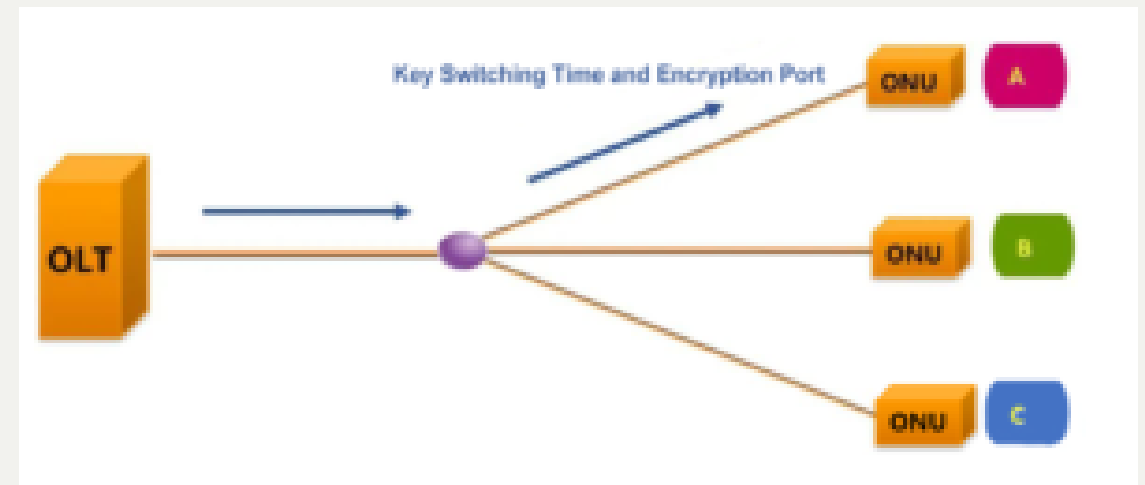 Key Switching Time and Encryption Port
ONU
A
OLT
ONU
B
ONU
C